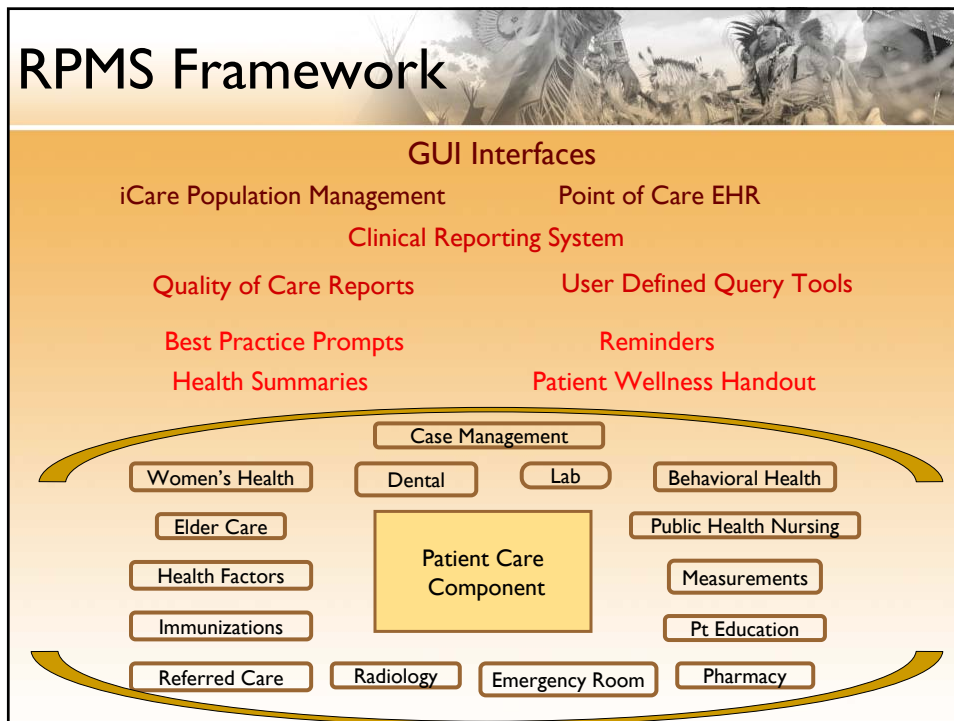 RPMS Framework
GUI Interfaces
iCare Population Management Point of Care EHR
Clinical Reporting System
Quality of Care Reports User Defined Query Tools
Best Practice Prompts Reminders
Health Summaries Patient Wellness Handout
Case Management
Women's Health Dental Lab Behavioral Health
Elder Care Public Health Nursing
Patient Care
Component
Health Factors Measurements
Immunizations Pt Education
Referred Care Radiology Emergency Room Pharmacy